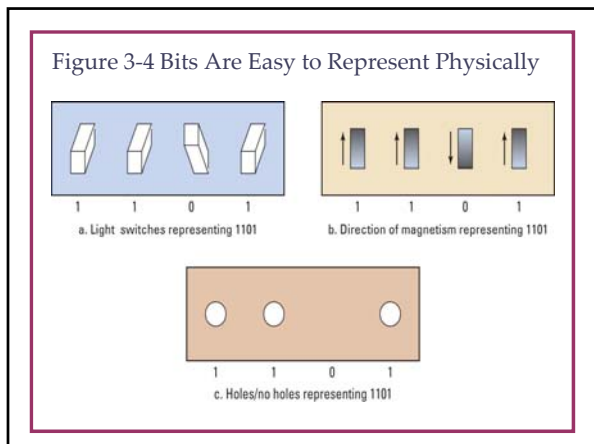 Figure 3-4 Bits Are Easy to Represent Physically
1 1 0 1
a. Light switches representing 1101
1 1 0 1
b. Direction of magnetism representing 1101
1 1 0 1
c. Holes/no holes representing 1101